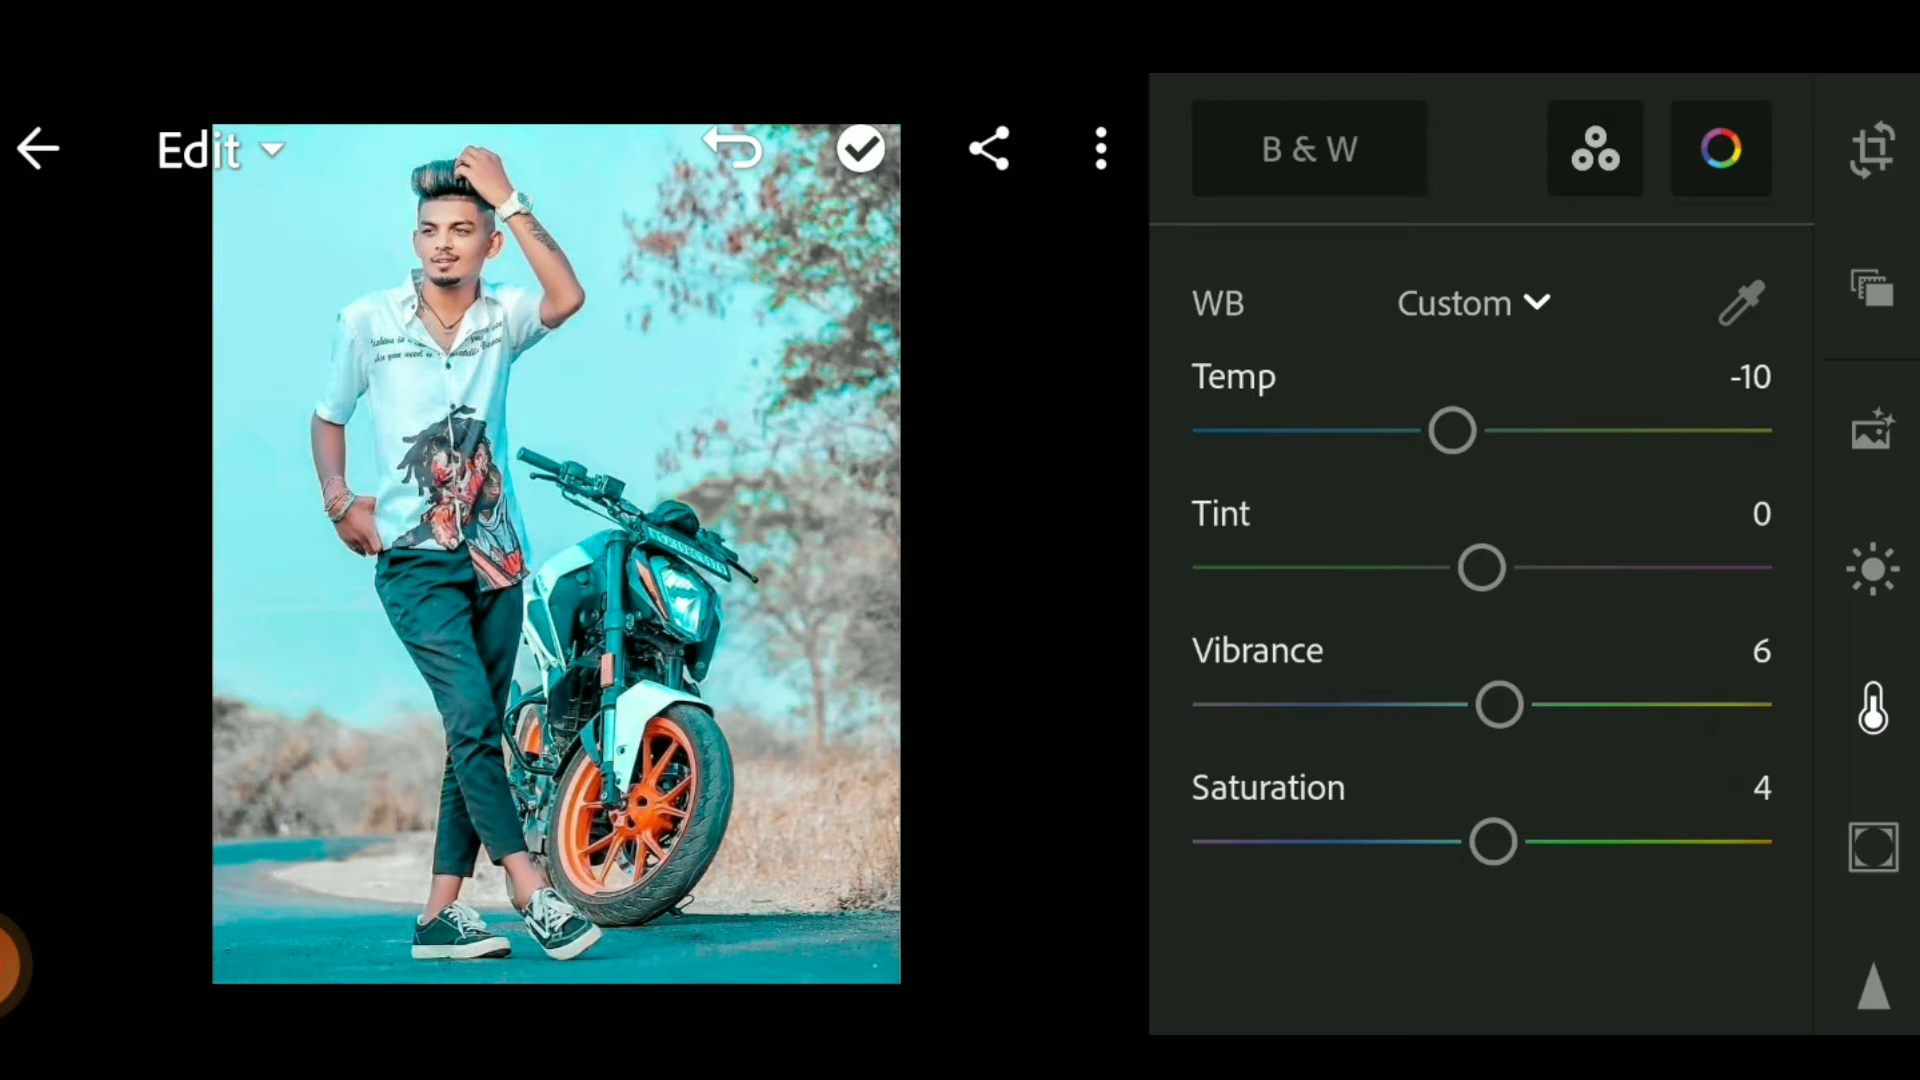 Edit
B & W
WB Custom
Temp -10
Tint 0
Vibrance 6
Saturation 4